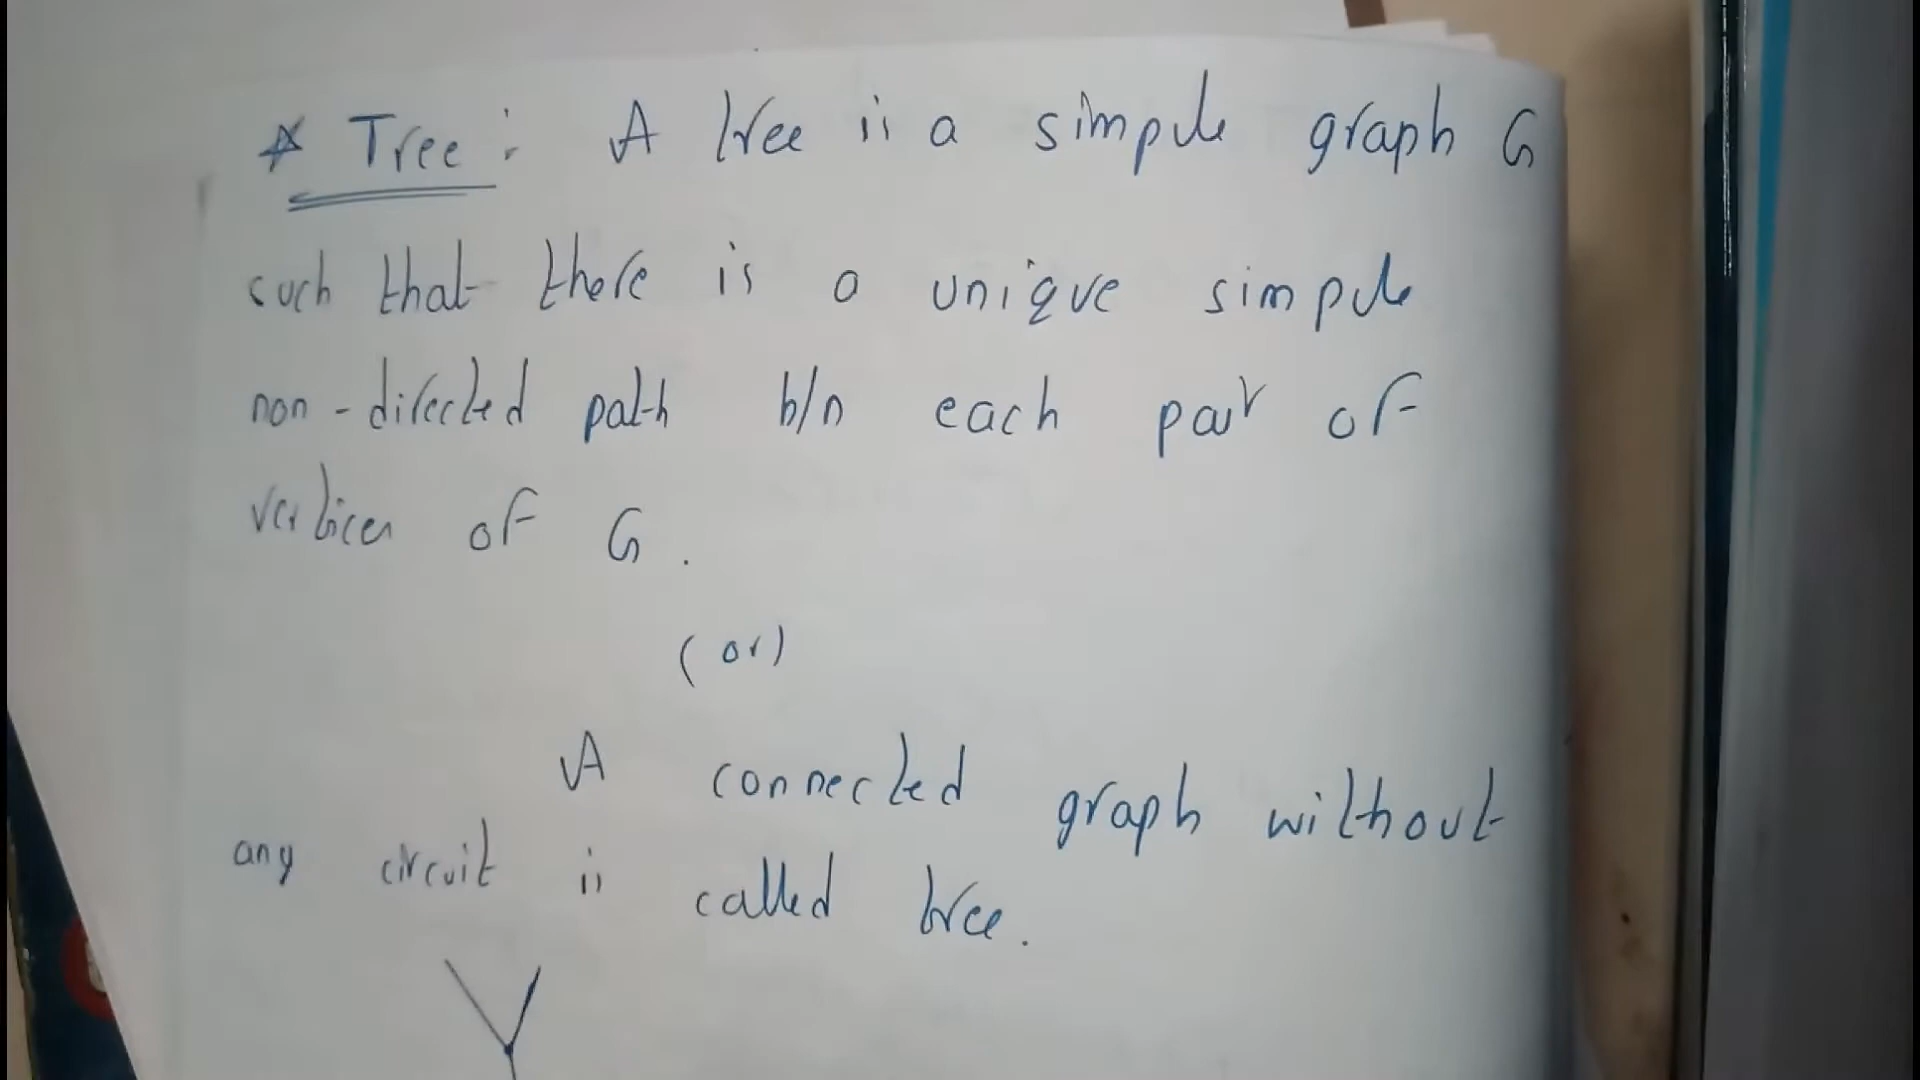 * Tree : A tree is a simple graph G
such that there is a unique simple
non-directed path b/n each pair of
vertices of G.
(or)
A connected graph without
any circuit is called tree.